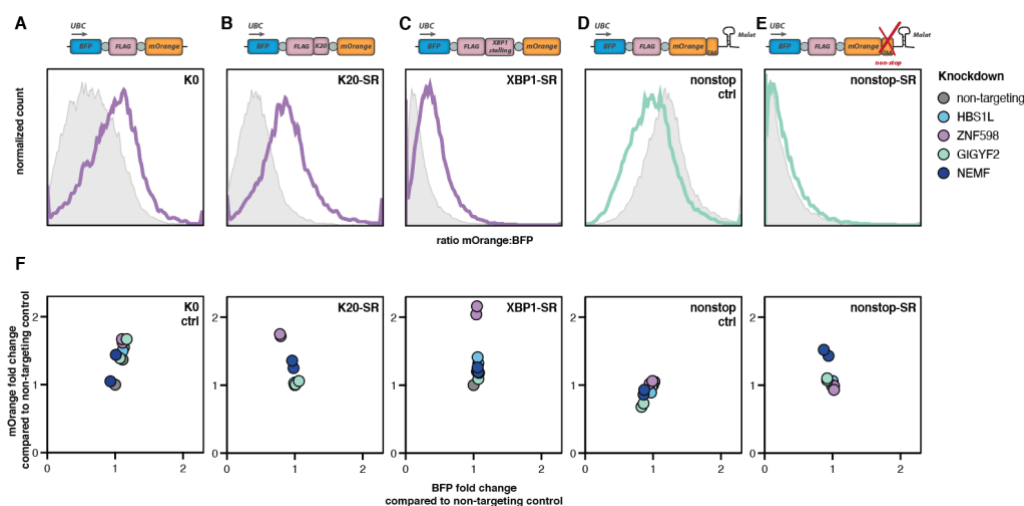 A B C D E
UBC UBC UBC UBC UBC
BFP FLAG mOrange
BFP FLAG K20 mOrange
BFP FLAG XBP1 stalling mOrange
BFP FLAG mOrange Malat
BFP FLAG mOrange Malat
non-stop
K0
K20-SR
XBP1-SR
nonstop
ctrl
nonstop-SR
normalized count
ratio mOrange:BFP
Knockdown
non-targeting
HBS1L
ZNF598
GIGYF2
NEMF
F
K0
ctrl
K20-SR
XBP1-SR
nonstop
ctrl
nonstop-SR
2 2 2 2 2
1 1 1 1 1
0 0 0 0 0
0 1 2 0 1 2 0 1 2 0 1 2 0 1 2
mOrange fold change
compared to non-targeting control
BFP fold change
compared to non-targeting control